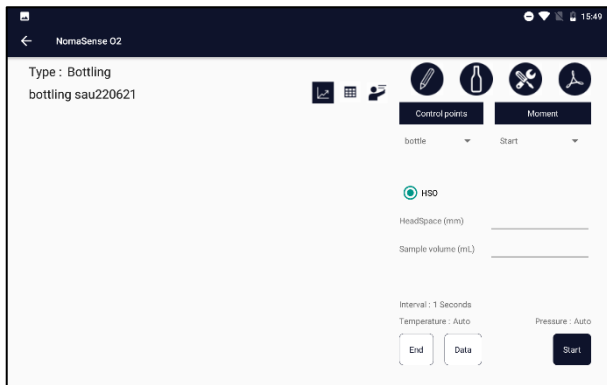 15:49
NomaSense O2
Type : Bottling
bottling sau220621
Control points
Moment
bottle
Start
HSO
HeadSpace (mm)
Sample volume (mL)
Interval : 1 Seconds
Temperature : Auto
Pressure : Auto
End
Data
Start